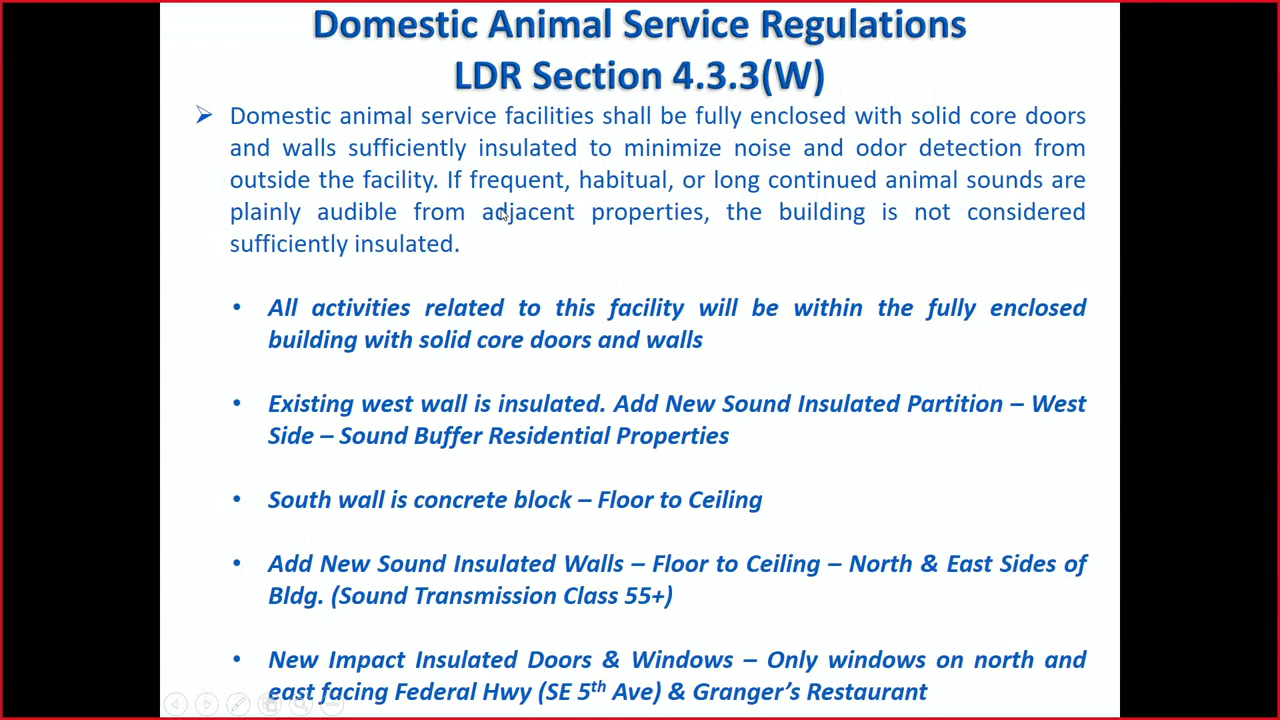 Domestic Animal Service Regulations
LDR Section 4.3.3(W)
➢ Domestic animal service facilities shall be fully enclosed with solid core doors
and walls sufficiently insulated to minimize noise and odor detection from
outside the facility. If frequent, habitual, or long continued animal sounds are
plainly audible from adjacent properties, the building is not considered
sufficiently insulated.
• All activities related to this facility will be within the fully enclosed
building with solid core doors and walls
• Existing west wall is insulated. Add New Sound Insulated Partition – West
Side – Sound Buffer Residential Properties
• South wall is concrete block – Floor to Ceiling
• Add New Sound Insulated Walls – Floor to Ceiling – North & East Sides of
Bldg. (Sound Transmission Class 55+)
• New Impact Insulated Doors & Windows – Only windows on north and
east facing Federal Hwy (SE 5th Ave) & Granger's Restaurant